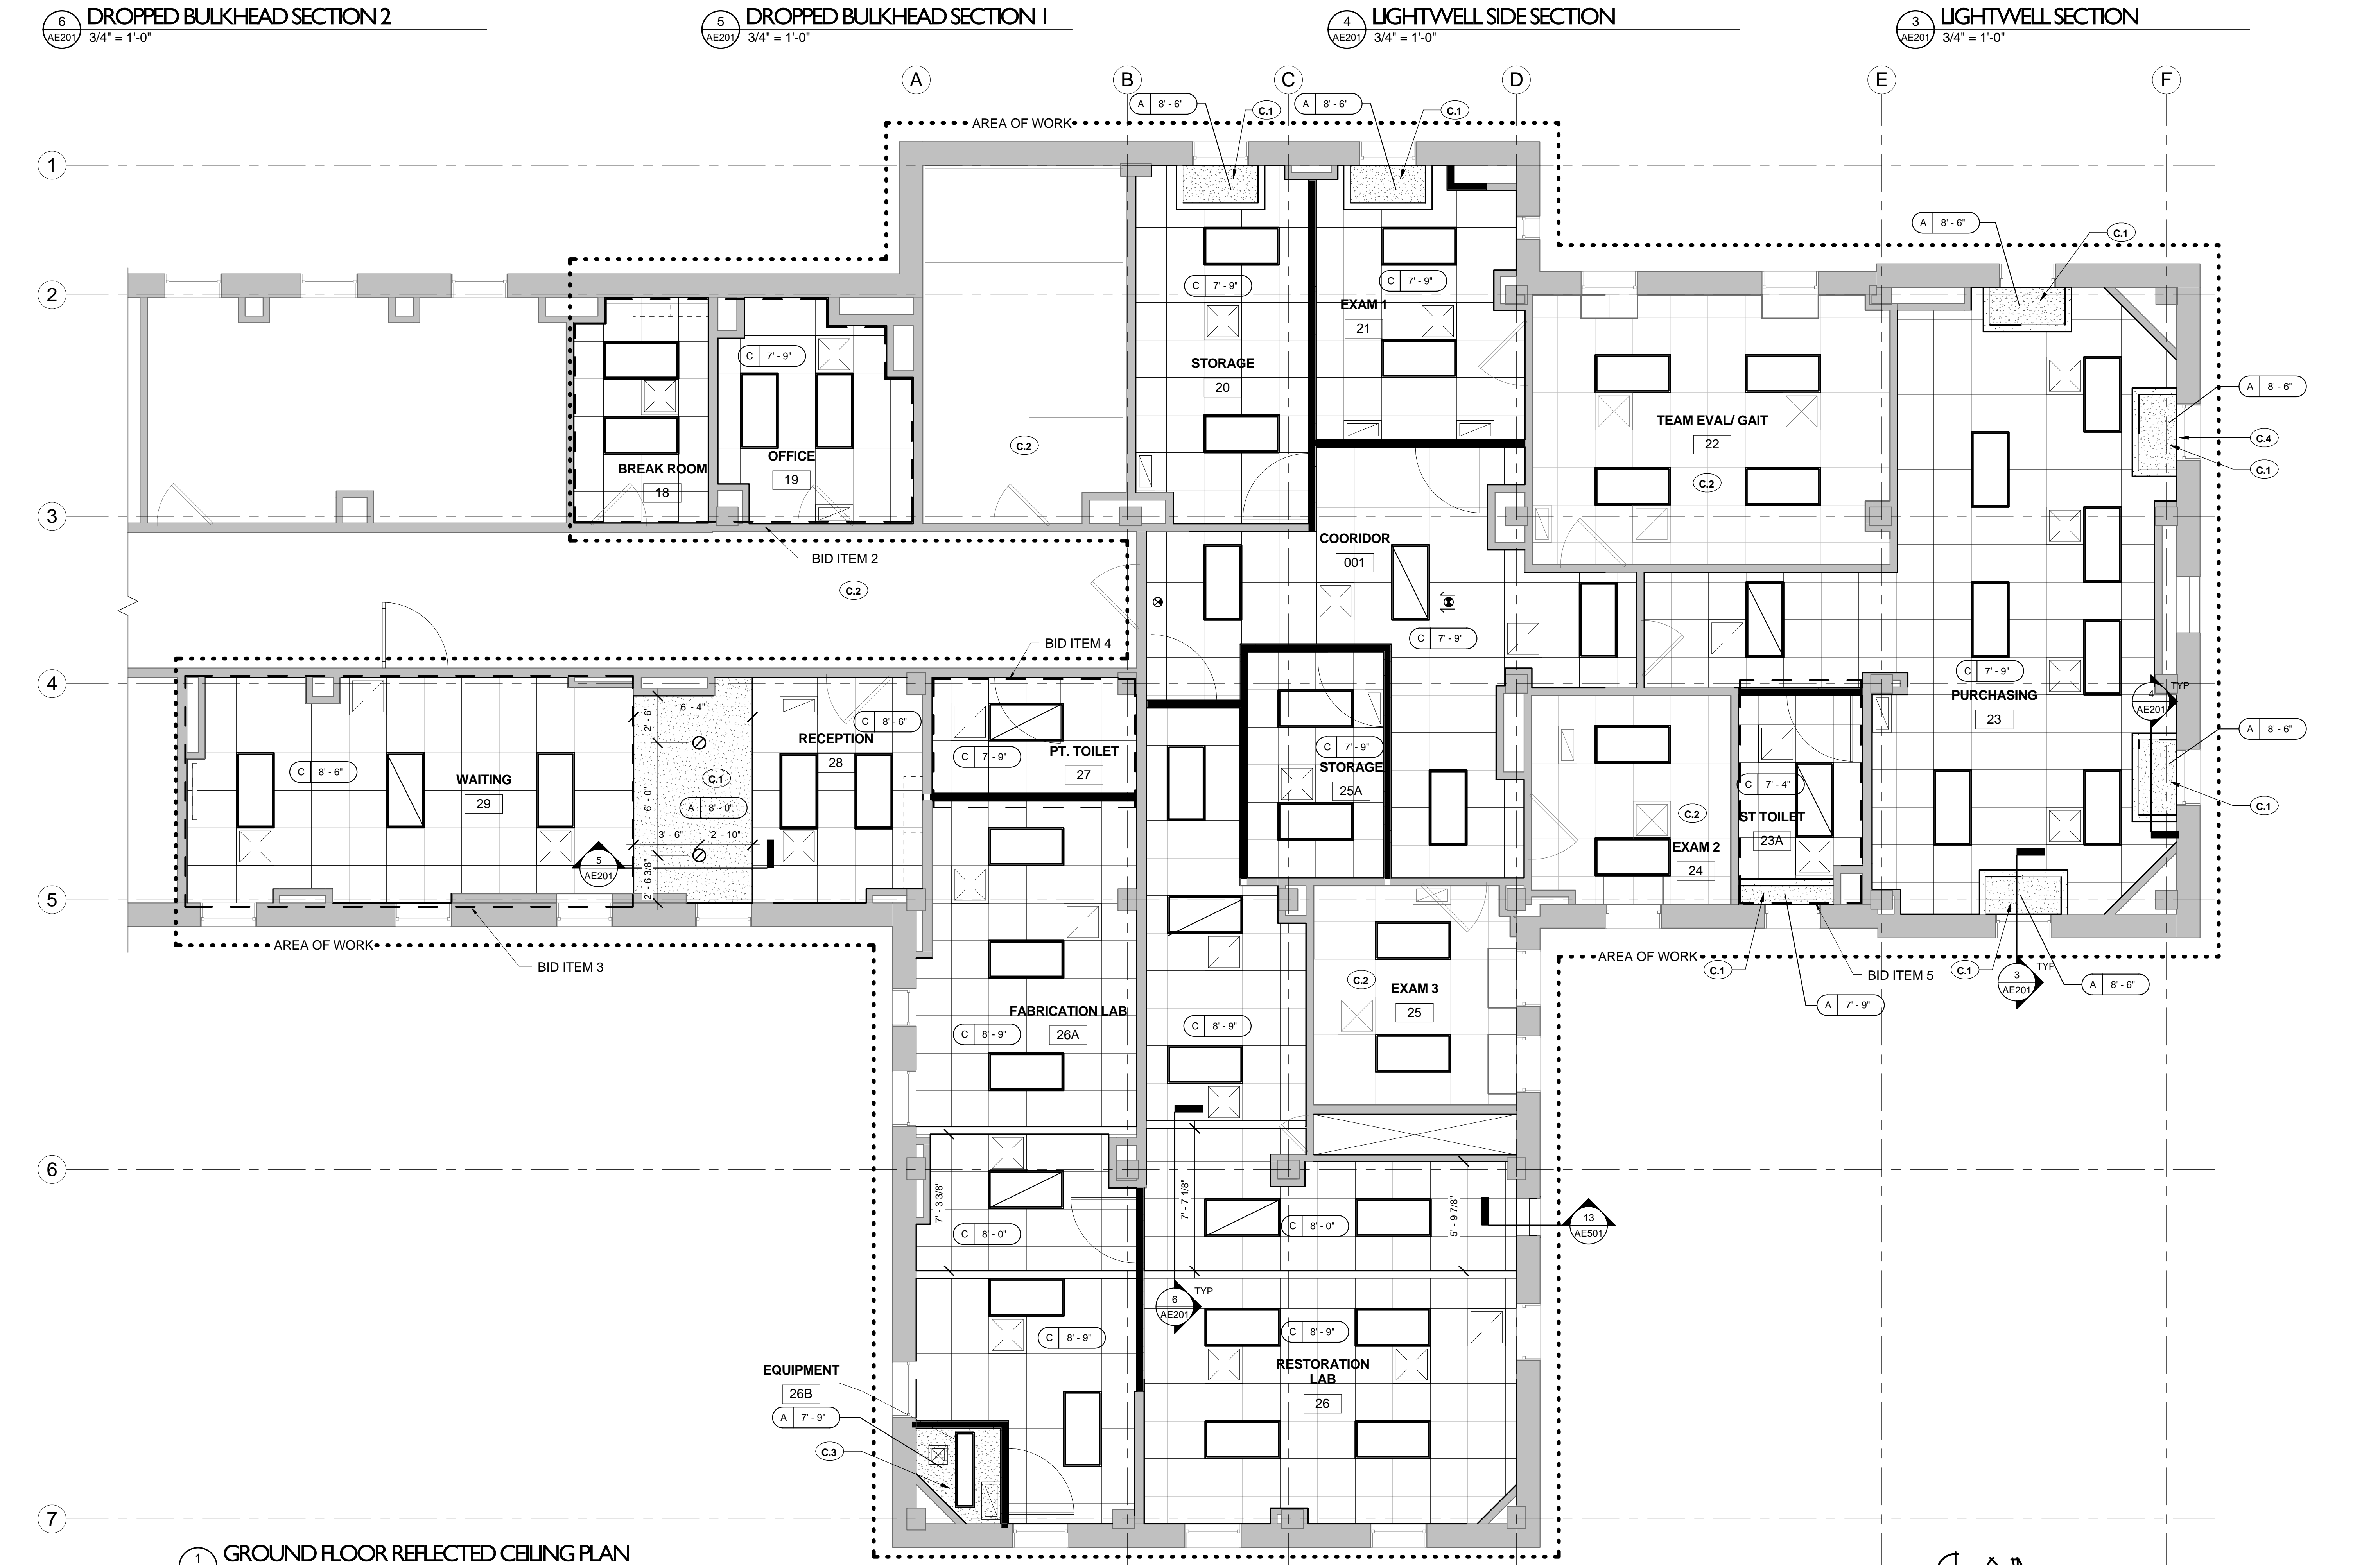 6 DROPPED BULKHEAD SECTION 2
AE201 3/4" = 1'-0"
5 DROPPED BULKHEAD SECTION 1
AE201 3/4" = 1'-0"
4 LIGHTWELL SIDE SECTION
AE201 3/4" = 1'-0"
3 LIGHTWELL SECTION
AE201 3/4" = 1'-0"
A B C D E F
A 8' - 6" C.1 A 8' - 6" C.1
AREA OF WORK
1
A 8' - 6" C.1
C 7' - 9" C 7' - 9"
2
EXAM 1
21
C 7' - 9"
STORAGE
20
A 8' - 6"
TEAM EVAL/ GAIT
22
C.4
C.2
OFFICE
19
BREAK ROOM
18
C.1
C.2
3
COORIDOR
001
BID ITEM 2
C.2
C 7' - 9"
BID ITEM 4
C 7' - 9"
4
PURCHASING
23
4
AE201
TYP
2' - 6"
6' - 4"
C 8' - 6"
RECEPTION
28
PT. TOILET
27
C 7' - 9"
C 7' - 9"
STORAGE
25A
A 8' - 6"
C 8' - 6"
WAITING
29
C.1
A 8' - 0"
6' - 0"
C 7' - 4"
ST TOILET
23A
C.2
C.1
3' - 6" 2' - 10"
5
AE201
2' - 6 3/8"
EXAM 2
24
5
AREA OF WORK
BID ITEM 3
AREA OF WORK
C.1
BID ITEM 5
C.1
3
AE201
TYP
A 8' - 6"
A 7' - 9"
C.2
EXAM 3
25
FABRICATION LAB
26A
C 8' - 9"
C 8' - 9"
6
7' - 3 3/8"
7' - 7 1/8"
5' - 9 7/8"
C 8' - 0"
C 8' - 0"
13
AE501
6
AE201
TYP
C 8' - 9"
C 8' - 9"
RESTORATION
LAB
26
EQUIPMENT
26B
A 7' - 9"
C.3
7
1 GROUND FLOOR REFLECTED CEILING PLAN